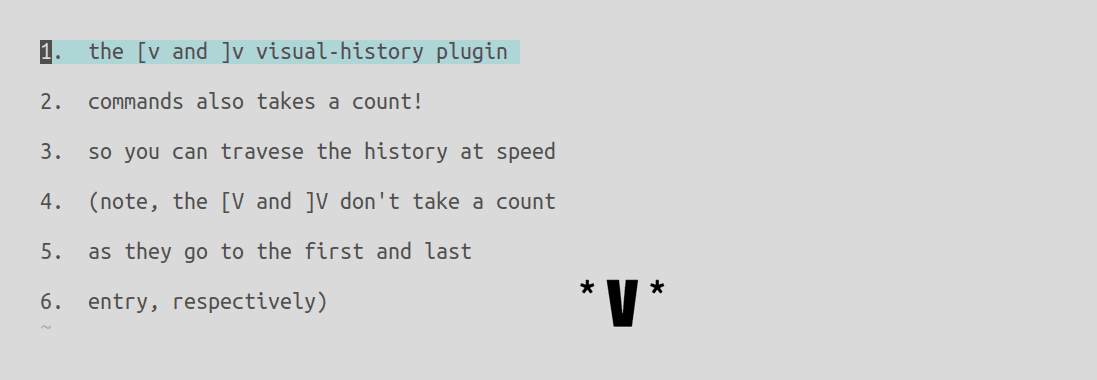 1. the [v and ]v visual-history plugin
2. commands also takes a count!
3. so you can travese the history at speed
4. (note, the [V and ]V don't take a count
5. as they go to the first and last
6. entry, respectively)
~
*V*